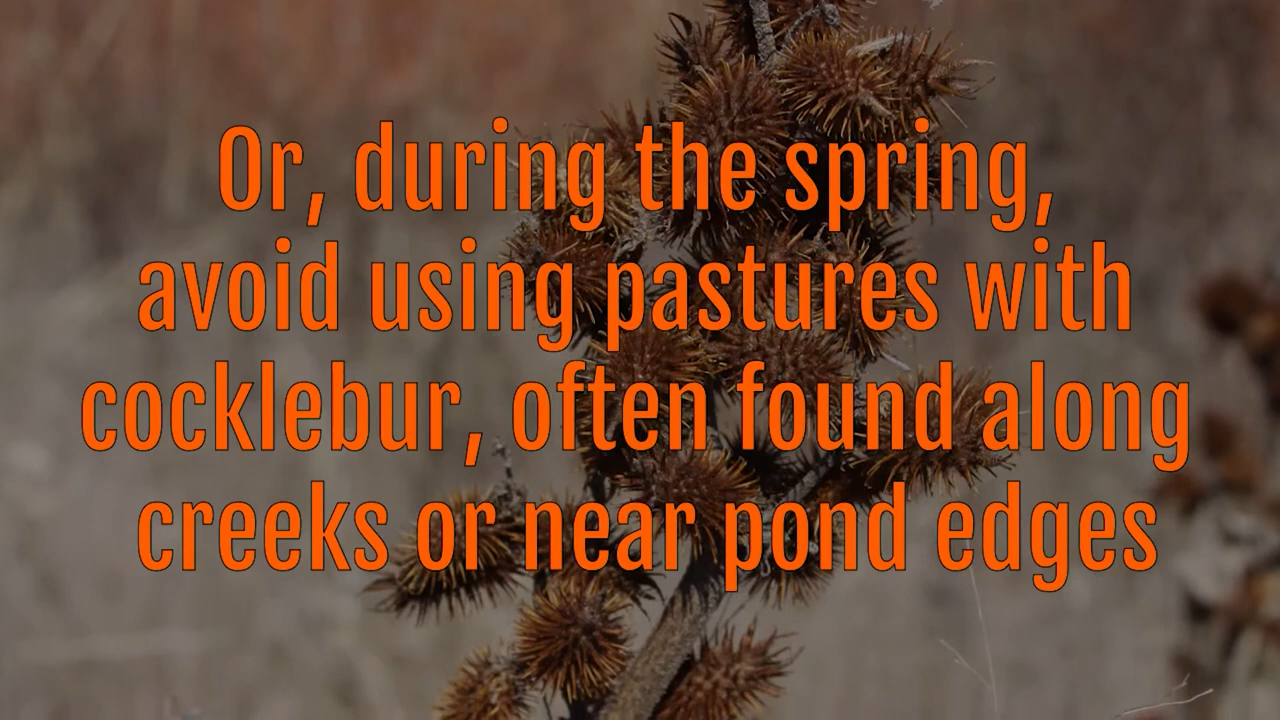 Or, during the spring,
avoid using pastures with
cocklebur, often found along
creeks or near pond edges